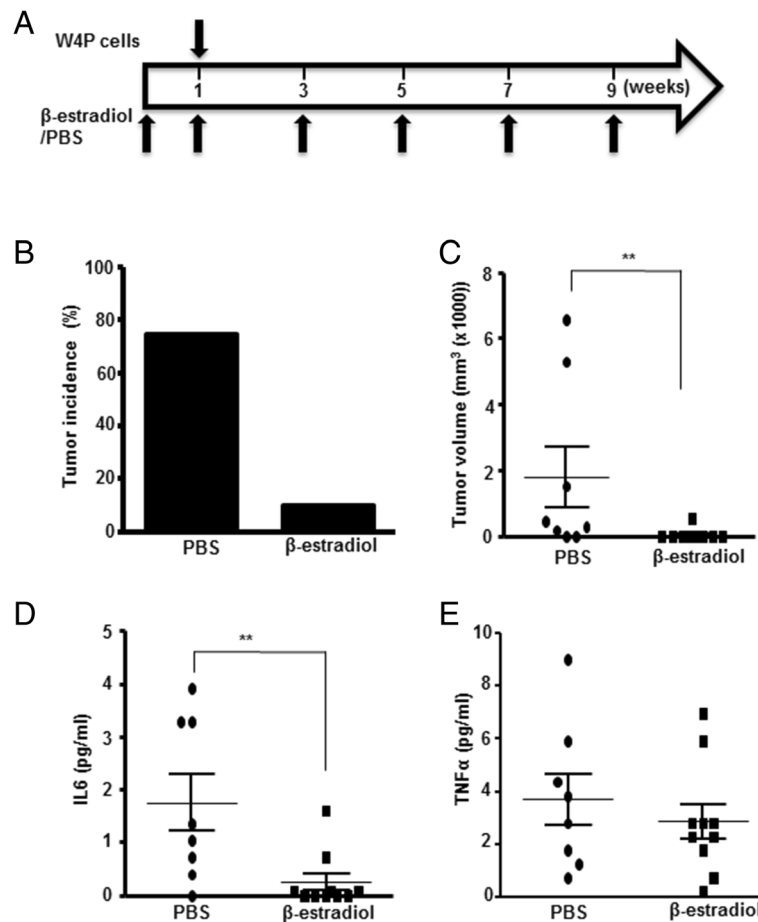 A
W4P cells
1 3 5 7 9 (weeks)
β-estradiol
/PBS
B
Tumor incidence (%)
100
80
60
40
20
0
PBS β-estradiol
C
Tumor volume (mm³ (x1000))
8
6
4
2
0
**
PBS β-estradiol
D
IL6 (pg/ml)
5
4
3
2
1
0
**
PBS β-estradiol
E
TNFα (pg/ml)
10
8
6
4
2
0
PBS β-estradiol